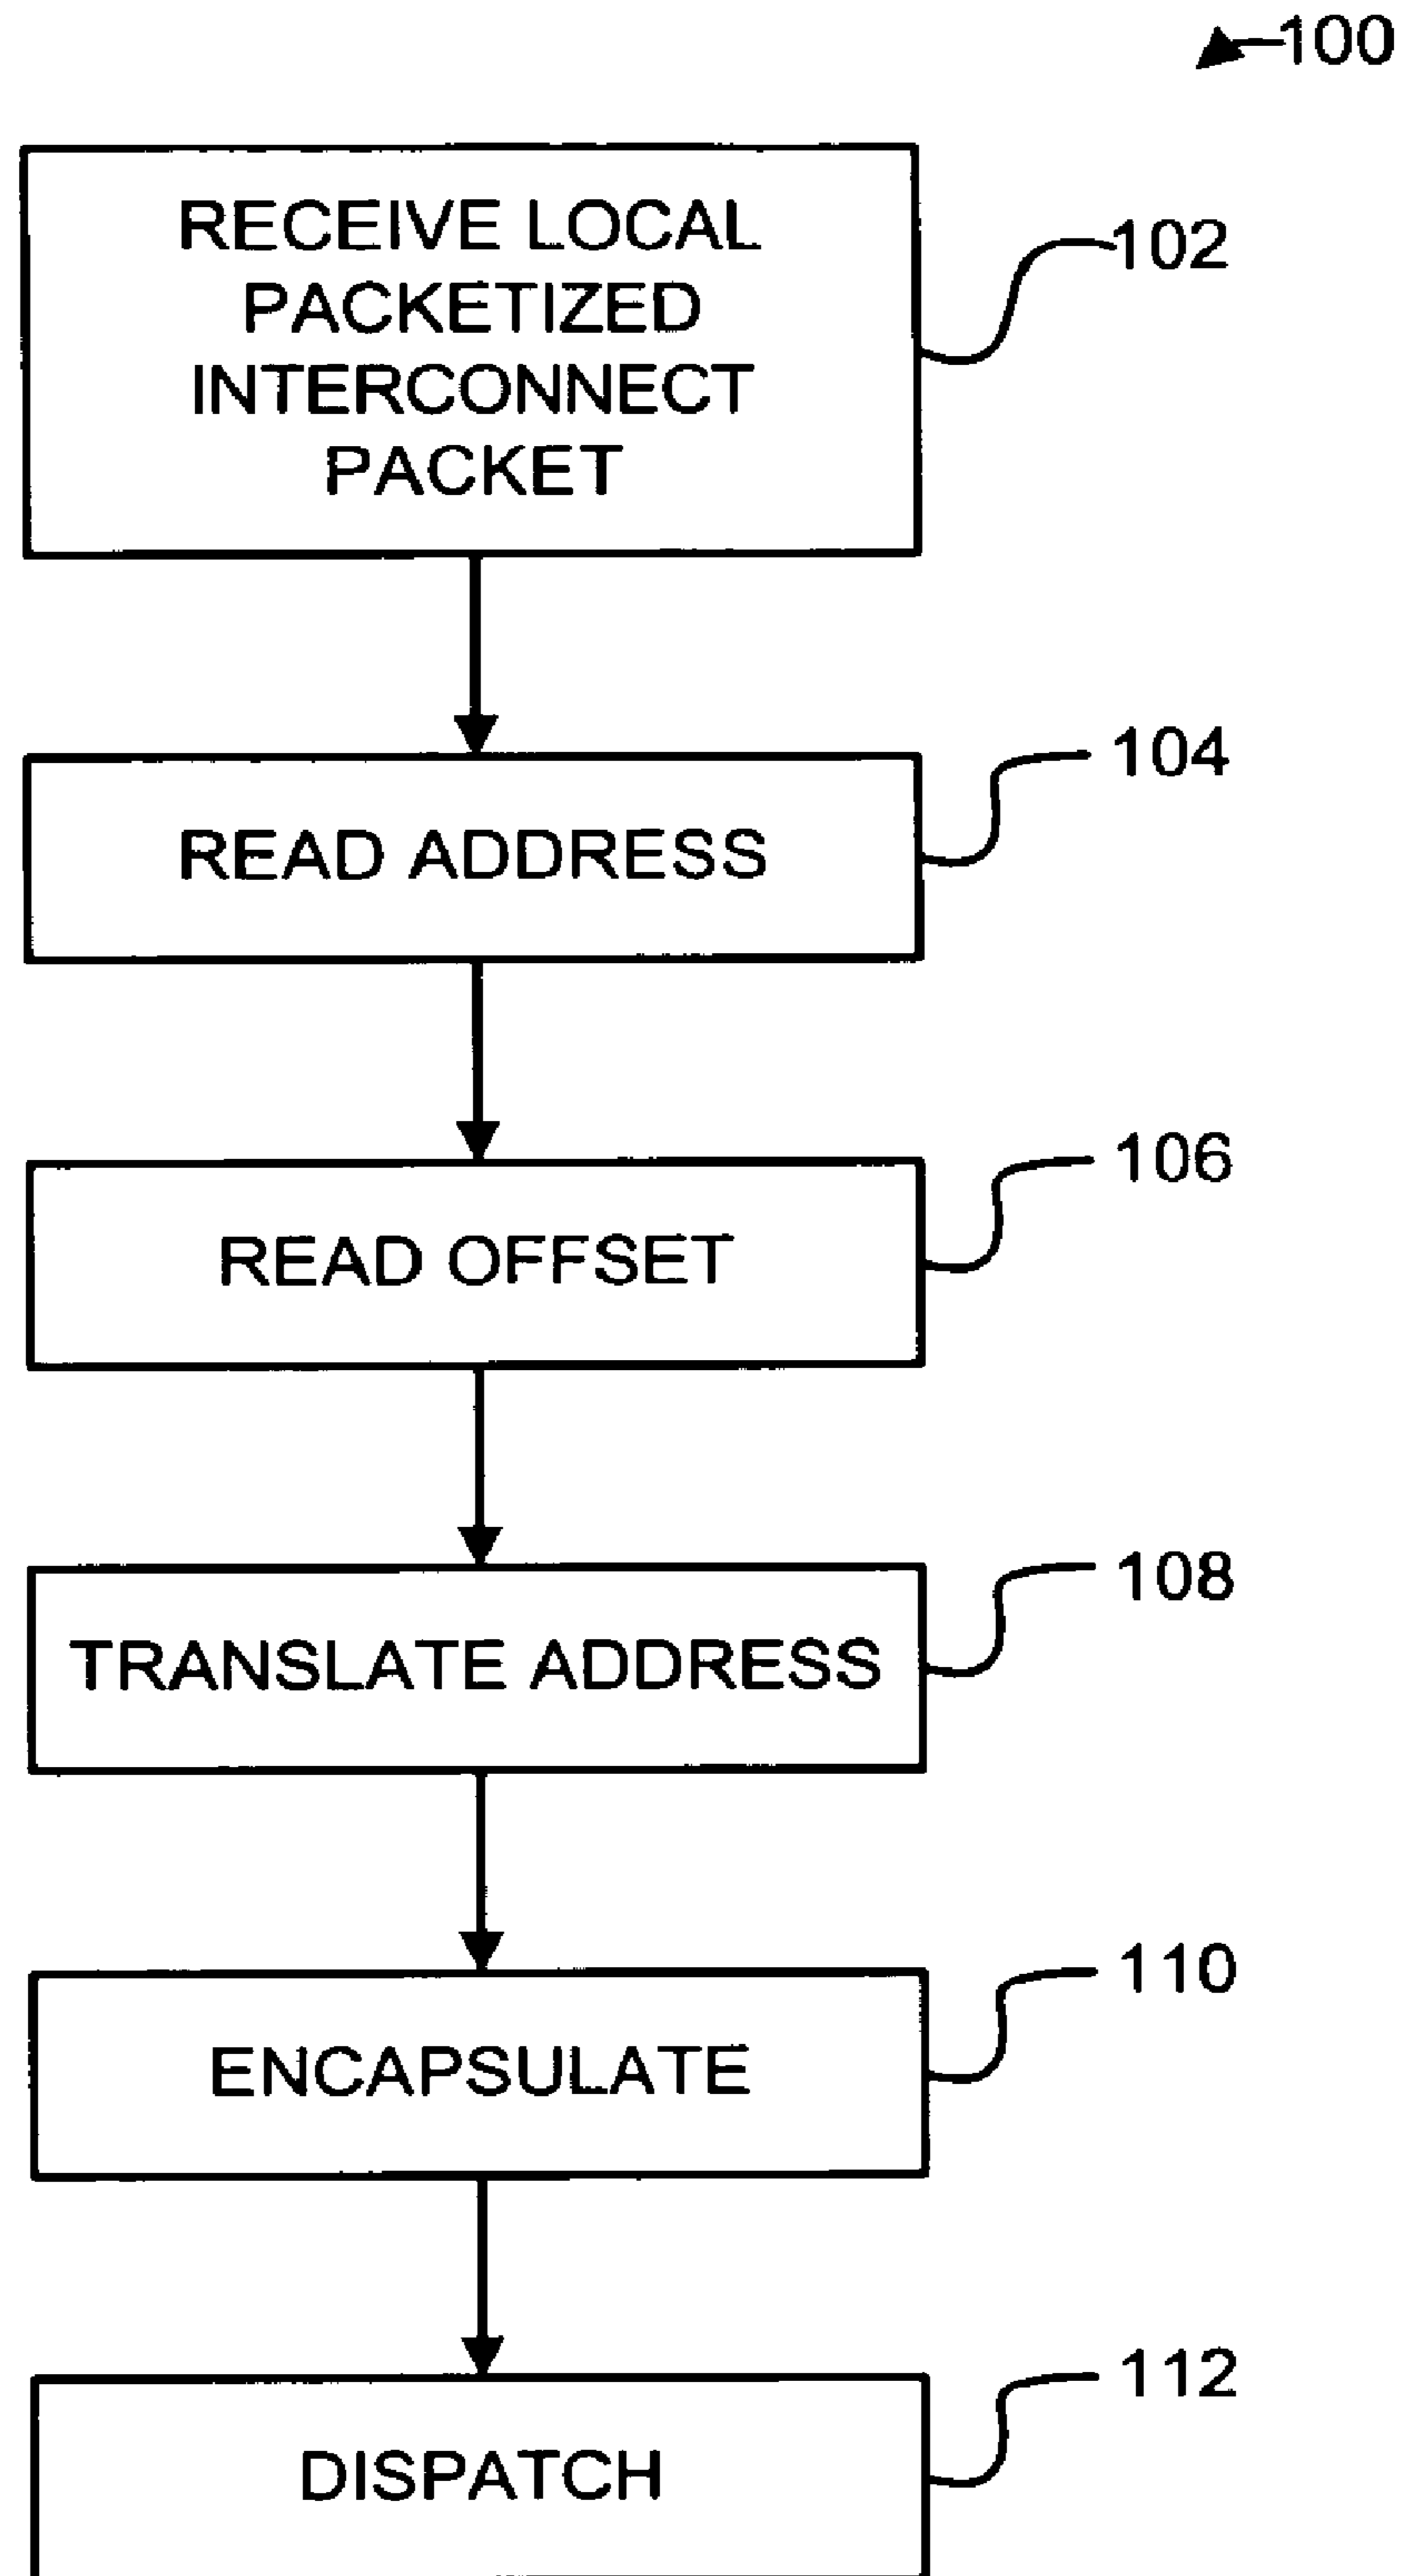 100
RECEIVE LOCAL
PACKETIZED
INTERCONNECT
PACKET
102
READ ADDRESS
104
READ OFFSET
106
TRANSLATE ADDRESS
108
ENCAPSULATE
110
DISPATCH
112